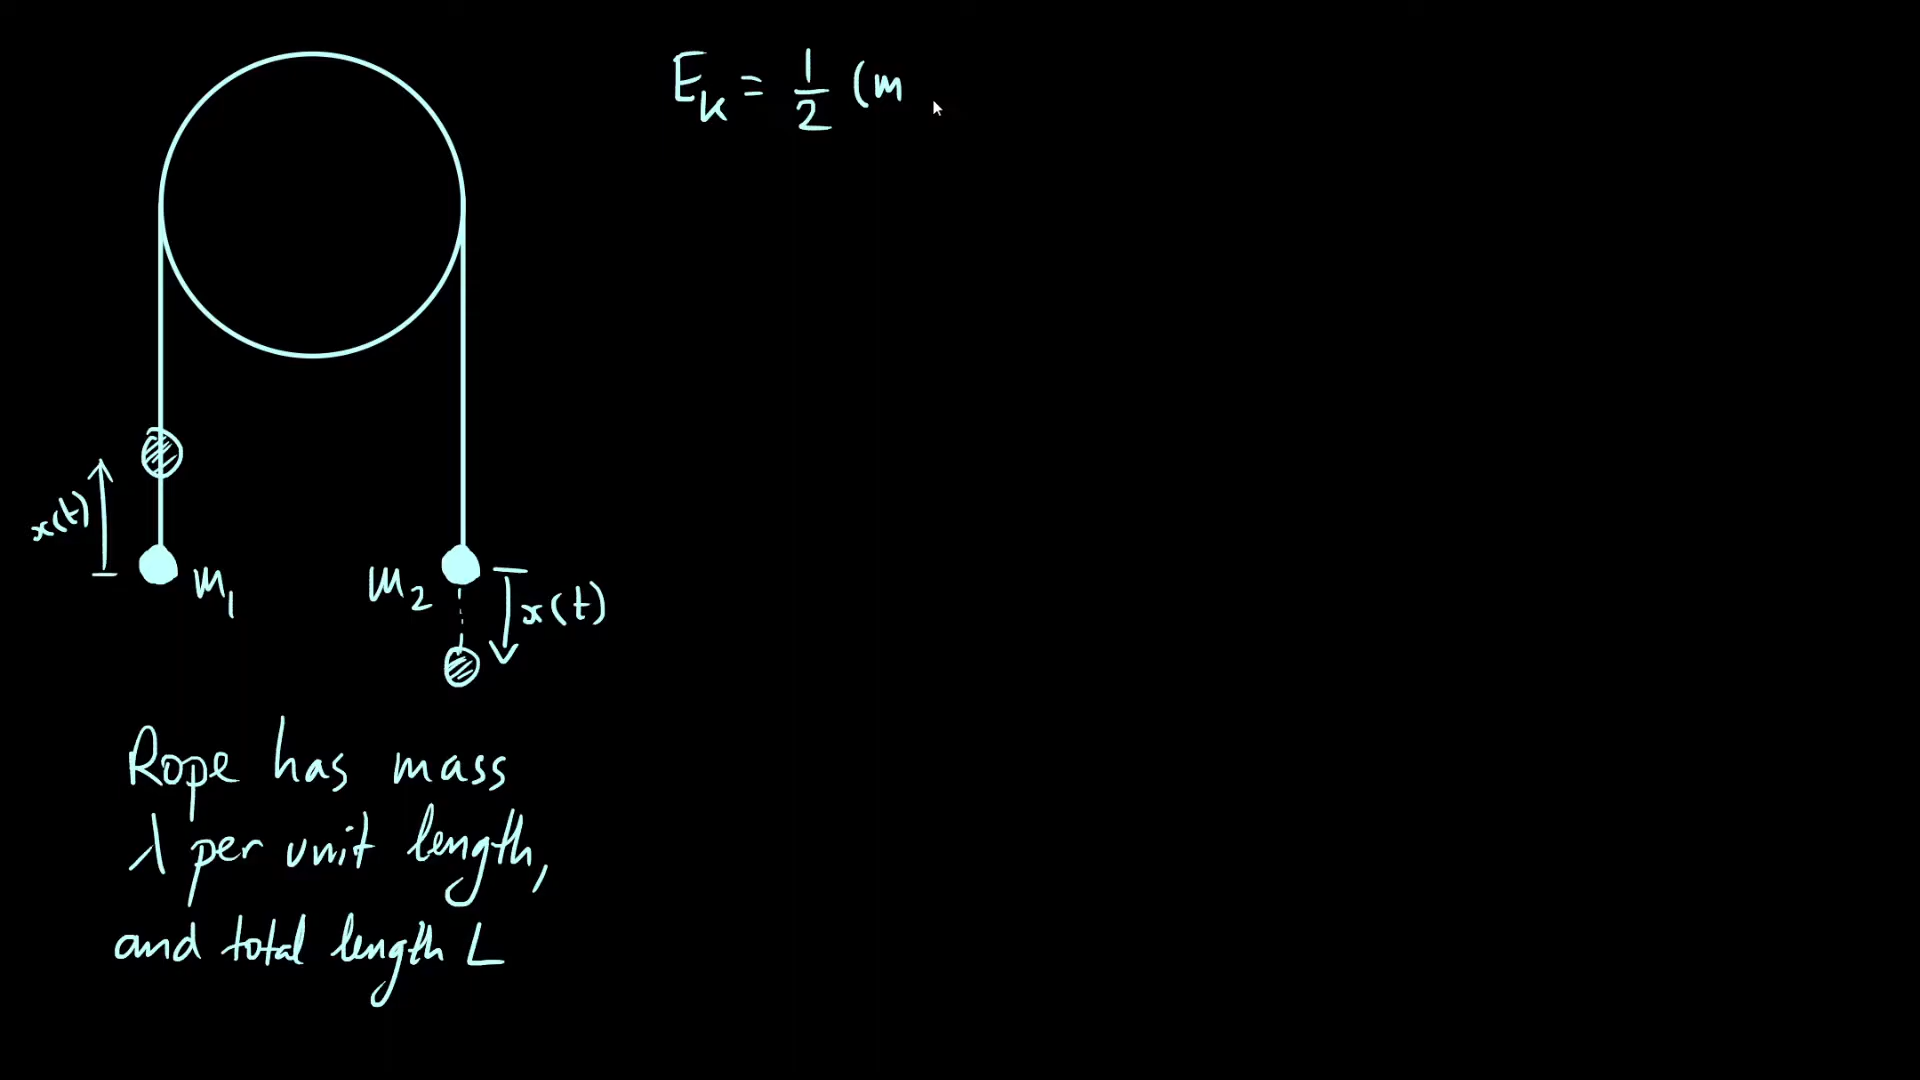 E_k = 1/2 (m
x(t)
m_1
m_2
x(t)
Rope has mass
λ per unit length,
and total length L